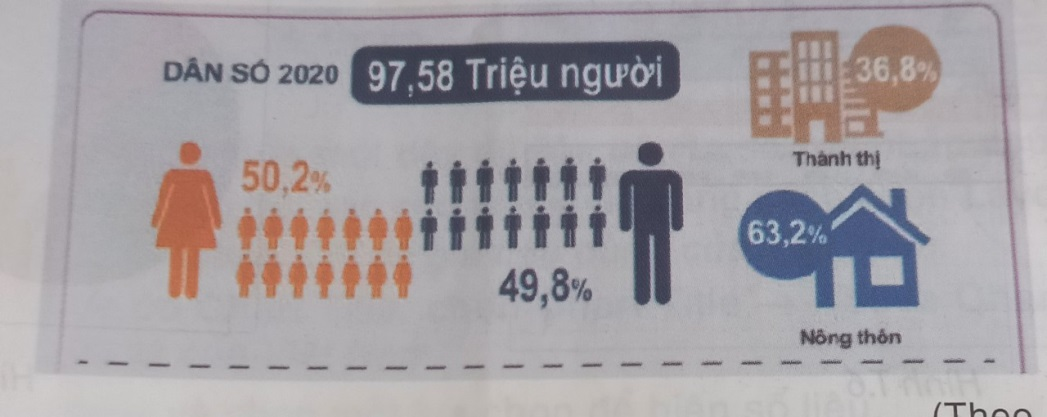 DÂN SỐ 2020 97,58 Triệu người
36,8%
Thành thị
50,2%
63,2%
49,8%
Nông thôn
(Theo